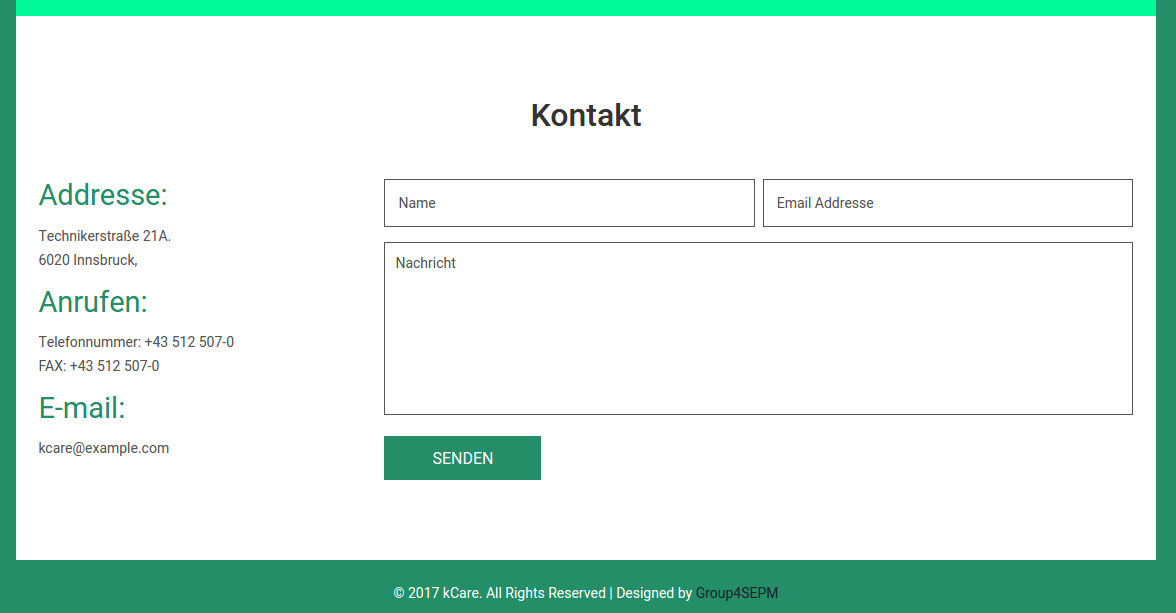 Kontakt
Addresse:
Technikerstraße 21A.
6020 Innsbruck,
Anrufen:
Telefonnummer: +43 512 507-0
FAX: +43 512 507-0
E-mail:
kcare@example.com
Name
Email Addresse
Nachricht
SENDEN
© 2017 kCare. All Rights Reserved | Designed by Group4SEPM